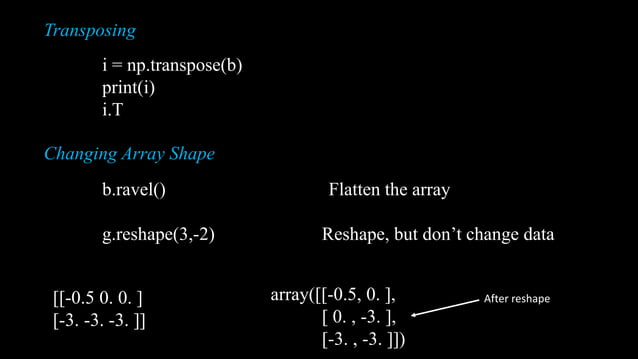 Transposing
i = np.transpose(b)
print(i)
i.T
Changing Array Shape
b.ravel() Flatten the array
g.reshape(3,-2) Reshape, but don’t change data
[[-0.5 0. 0. ]
[-3. -3. -3. ]]
array([[-0.5, 0. ],
[ 0. , -3. ],
[-3. , -3. ]])
After reshape